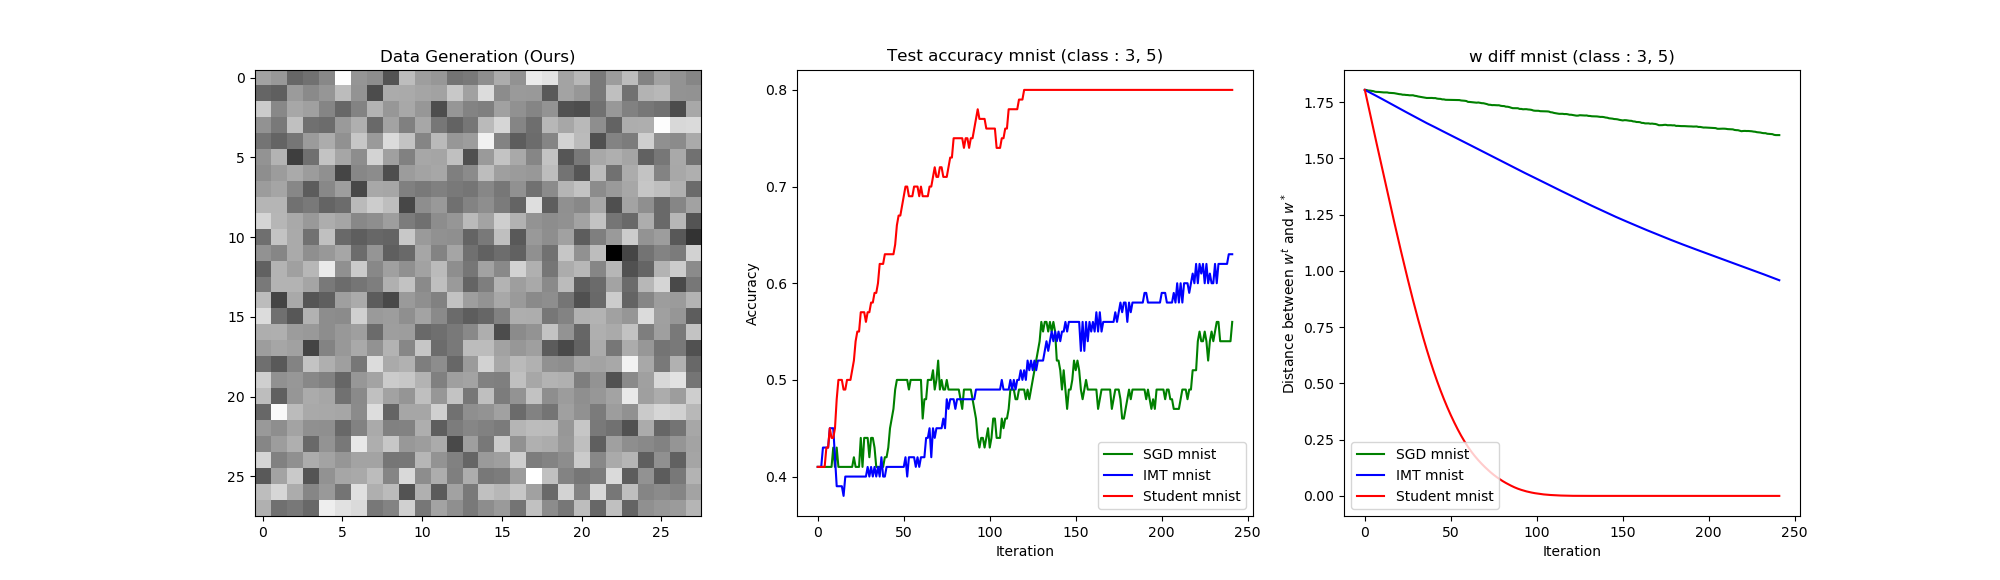 Data Generation (Ours)
0
5
10
15
20
25
0 5 10 15 20 25
Test accuracy mnist (class : 3, 5)
Accuracy
0.8
0.7
0.6
0.5
0.4
0 50 100 150 200 250
Iteration
SGD mnist
IMT mnist
Student mnist
w diff mnist (class : 3, 5)
Distance between w^t and w^*
1.75
1.50
1.25
1.00
0.75
0.50
0.25
0.00
0 50 100 150 200 250
Iteration
SGD mnist
IMT mnist
Student mnist